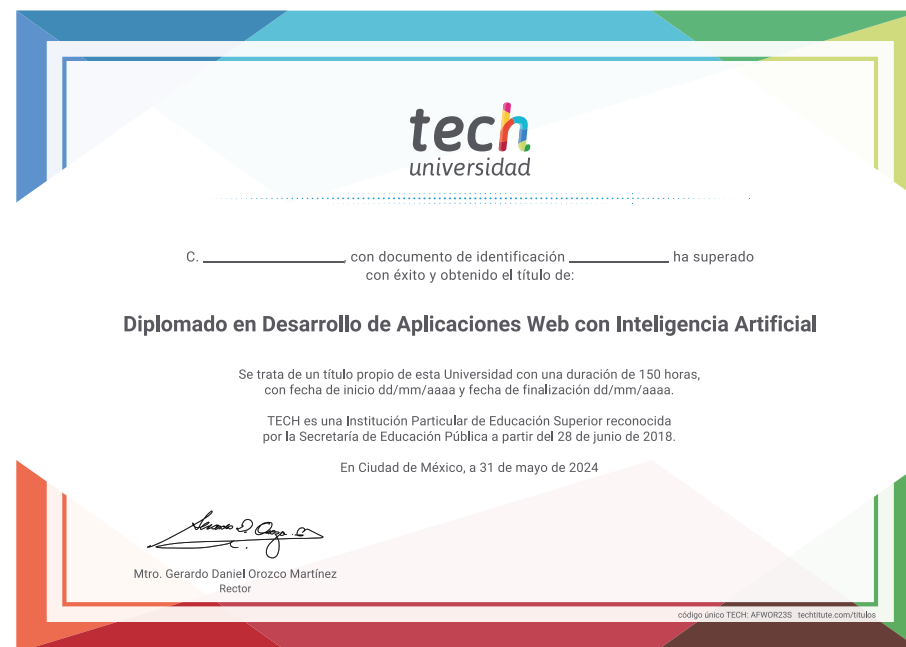 tech
universidad
C. ____________, con documento de identificación ____________ ha superado
con éxito y obtenido el título de:
Diplomado en Desarrollo de Aplicaciones Web con Inteligencia Artificial
Se trata de un título propio de esta Universidad con una duración de 150 horas,
con fecha de inicio dd/mm/aaaa y fecha de finalización dd/mm/aaaa.
TECH es una Institución Particular de Educación Superior reconocida
por la Secretaría de Educación Pública a partir del 28 de junio de 2018.
En Ciudad de México, a 31 de mayo de 2024
Mtro. Gerardo Daniel Orozco Martínez
Rector
código único TECH: AFWOR23S techtitute.com/titulos